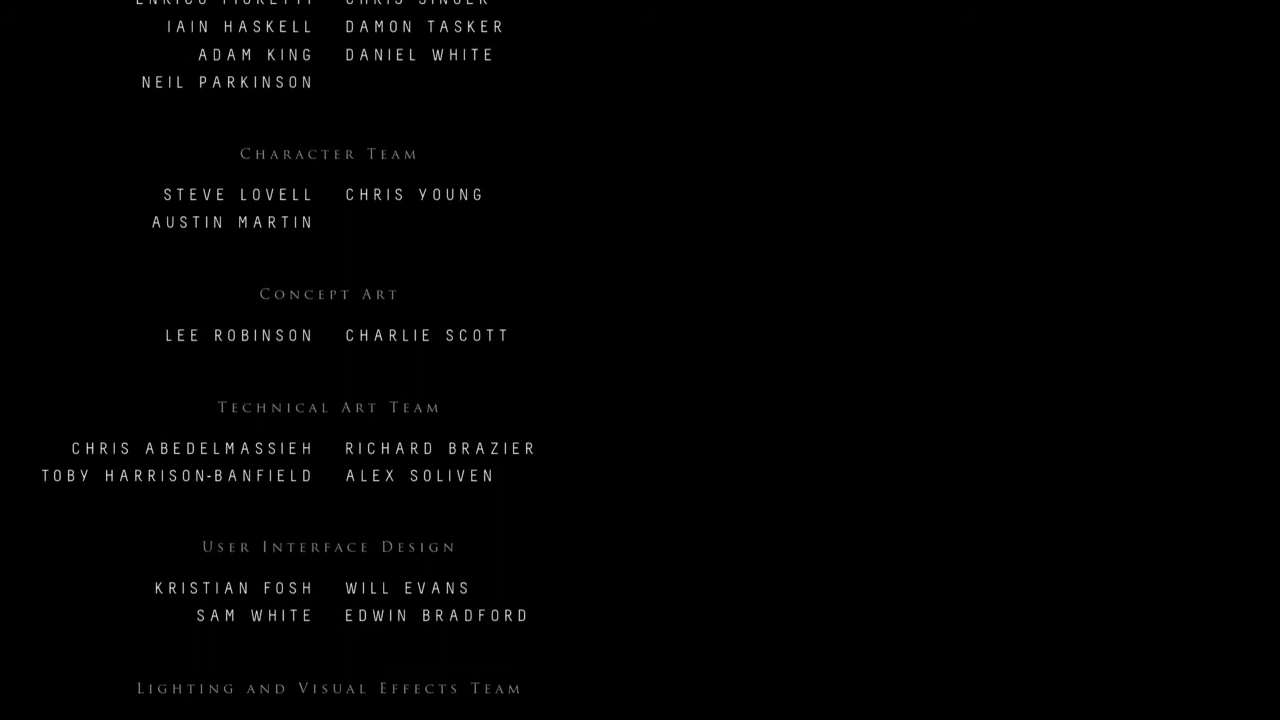 IAIN HASKELL DAMON TASKER
ADAM KING DANIEL WHITE
NEIL PARKINSON
CHARACTER TEAM
STEVE LOVELL CHRIS YOUNG
AUSTIN MARTIN
CONCEPT ART
LEE ROBINSON CHARLIE SCOTT
TECHNICAL ART TEAM
CHRIS ABEDELMASSIEH RICHARD BRAZIER
TOBY HARRISON-BANFIELD ALEX SOLIVEN
USER INTERFACE DESIGN
KRISTIAN FOSH WILL EVANS
SAM WHITE EDWIN BRADFORD
LIGHTING AND VISUAL EFFECTS TEAM